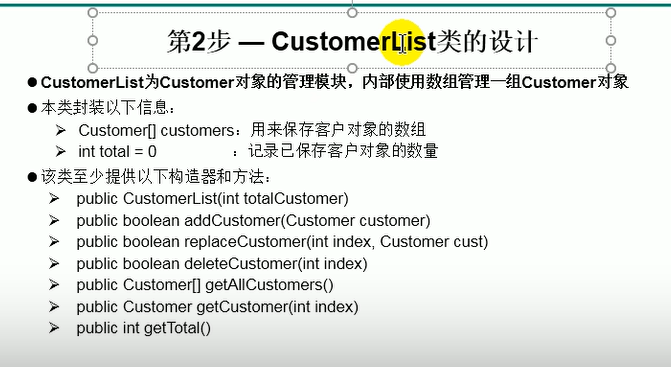 第2步 — CustomerList类的设计
CustomerList为Customer对象的管理模块，内部使用数组管理一组Customer对象
本类封装以下信息：
Customer[] customers：用来保存客户对象的数组
int total = 0 ：记录已保存客户对象的数量
该类至少提供以下构造器和方法：
public CustomerList(int totalCustomer)
public boolean addCustomer(Customer customer)
public boolean replaceCustomer(int index, Customer cust)
public boolean deleteCustomer(int index)
public Customer[] getAllCustomers()
public Customer getCustomer(int index)
public int getTotal()